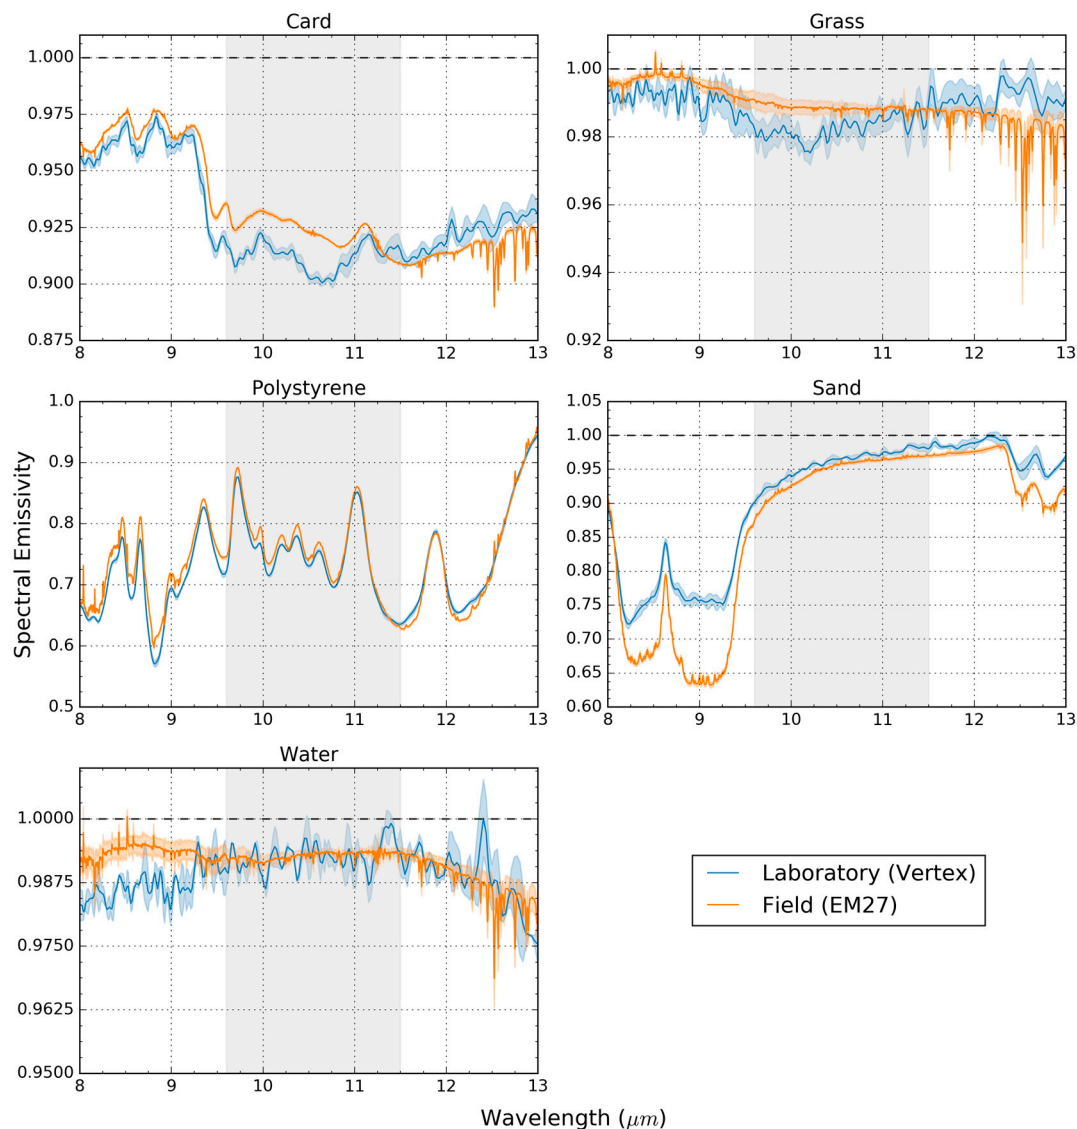 Card
1.000
0.975
0.950
0.925
0.900
0.875
8 9 10 11 12 13
Grass
1.00
0.98
0.96
0.94
0.92
8 9 10 11 12 13
Spectral Emissivity
Polystyrene
1.0
0.9
0.8
0.7
0.6
0.5
8 9 10 11 12 13
Sand
1.05
1.00
0.95
0.90
0.85
0.80
0.75
0.70
0.65
0.60
8 9 10 11 12 13
Water
1.0000
0.9875
0.9750
0.9625
0.9500
8 9 10 11 12 13
Laboratory (Vertex)
Field (EM27)
Wavelength (μm)